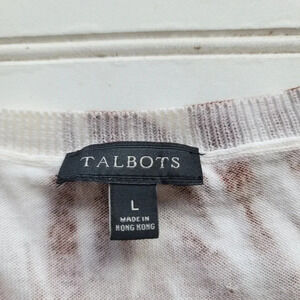 TALBOTS
L
MADE IN
HONG KONG